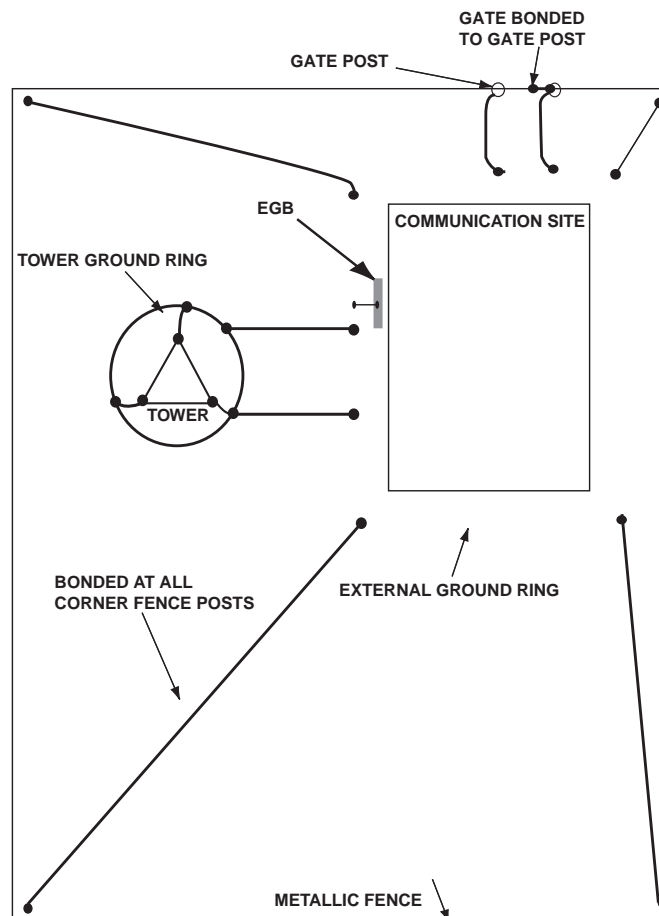 GATE BONDED
TO GATE POST
GATE POST
EGB
COMMUNICATION SITE
TOWER GROUND RING
TOWER
BONDED AT ALL
CORNER FENCE POSTS
EXTERNAL GROUND RING
METALLIC FENCE